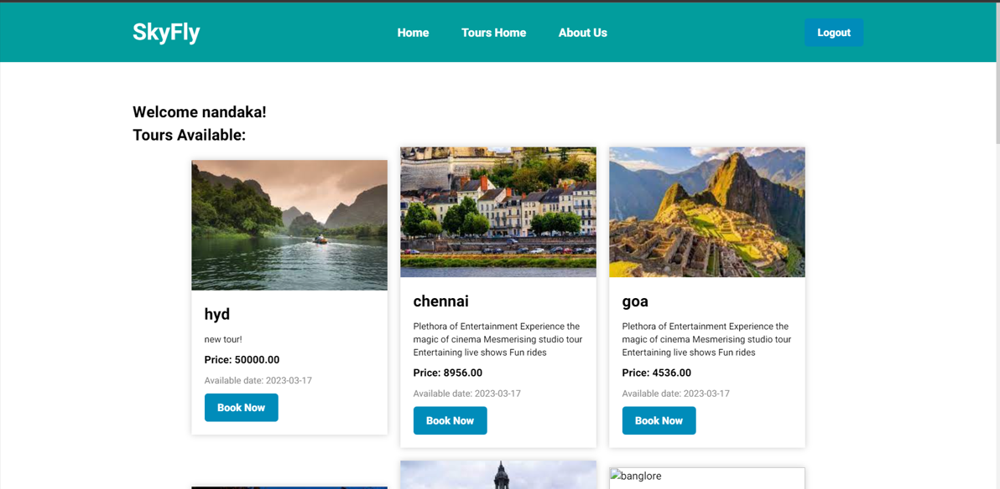 SkyFly
Home
Tours Home
About Us
Logout
Welcome nandaka!
Tours Available:
hyd
new tour!
Price: 50000.00
Available date: 2023-03-17
Book Now
chennai
Plethora of Entertainment Experience the
magic of cinema Mesmerising studio tour
Entertaining live shows Fun rides
Price: 8956.00
Available date: 2023-03-17
Book Now
goa
Plethora of Entertainment Experience the
magic of cinema Mesmerising studio tour
Entertaining live shows Fun rides
Price: 4536.00
Available date: 2023-03-17
Book Now
banglore